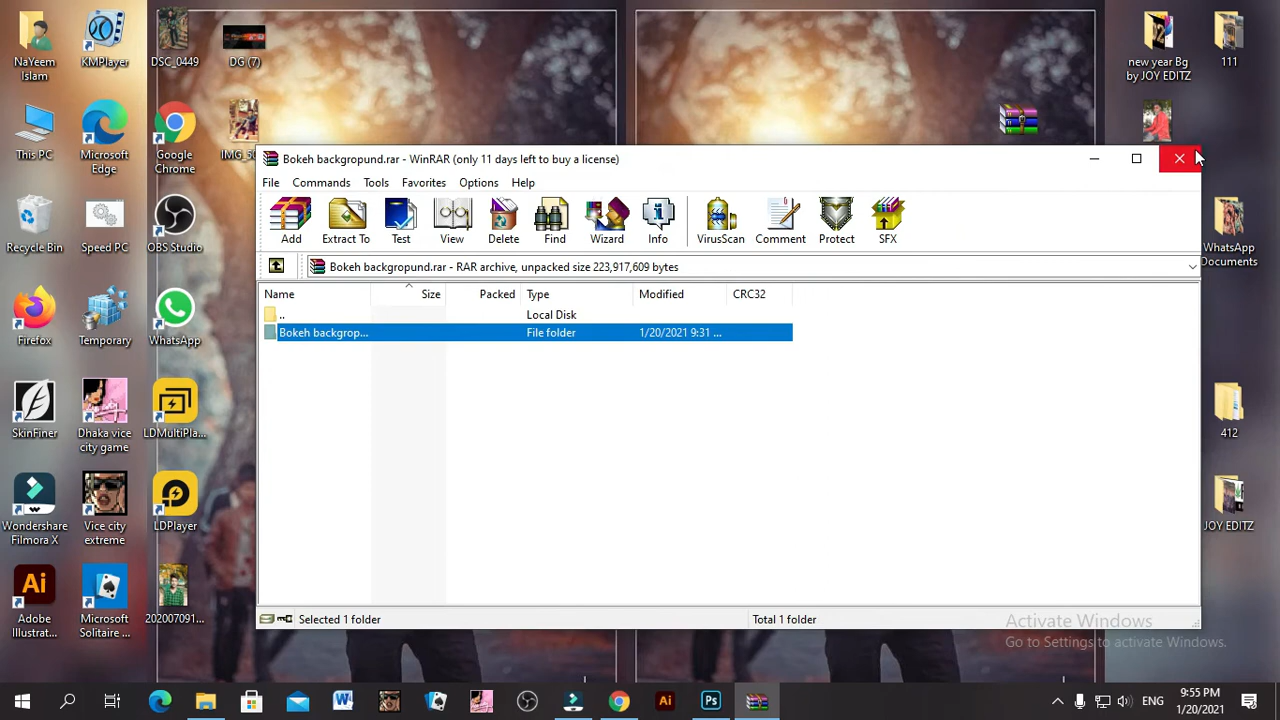 NaYeem Islam
KMPlayer
DSC_0449
DG (7)
new year Bg by JOY EDITZ
111
This PC
Microsoft Edge
Google Chrome
Bokeh backgropund.rar - WinRAR (only 11 days left to buy a license)
File Commands Tools Favorites Options Help
Add Extract To Test View Delete Find Wizard Info VirusScan Comment Protect SFX
Bokeh backgropund.rar - RAR archive, unpacked size 223,917,609 bytes
Name Size Packed Type Modified CRC32
.. Local Disk
Bokeh backgrop... File folder 1/20/2021 9:31 ...
Recycle Bin
Speed PC
OBS Studio
WhatsApp Documents
Firefox
Temporary
WhatsApp
SkinFiner
Dhaka vice city game
LDMultiPla...
412
Wondershare Filmora X
Vice city extreme
LDPlayer
JOY EDITZ
Adobe Illustrat...
Microsoft Solitaire ...
202007091...
Selected 1 folder Total 1 folder
Activate Windows
Go to Settings to activate Windows.
ENG
9:55 PM
1/20/2021